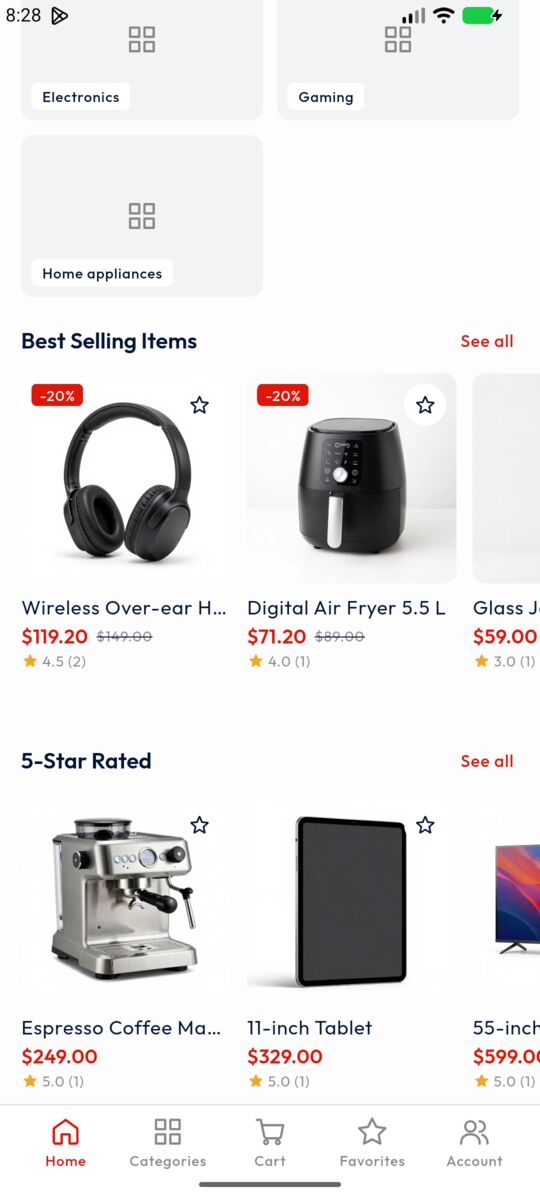 8:28
Electronics
Gaming
Home appliances
Best Selling Items
See all
-20%
-20%
Wireless Over-ear H...
Digital Air Fryer 5.5 L
Glass J
$119.20 $149.00
$71.20 $89.00
$59.00
4.5 (2)
4.0 (1)
3.0 (1)
5-Star Rated
See all
Espresso Coffee Ma...
11-inch Tablet
55-inch
$249.00
$329.00
$599.0
5.0 (1)
5.0 (1)
5.0 (1)
Home
Categories
Cart
Favorites
Account